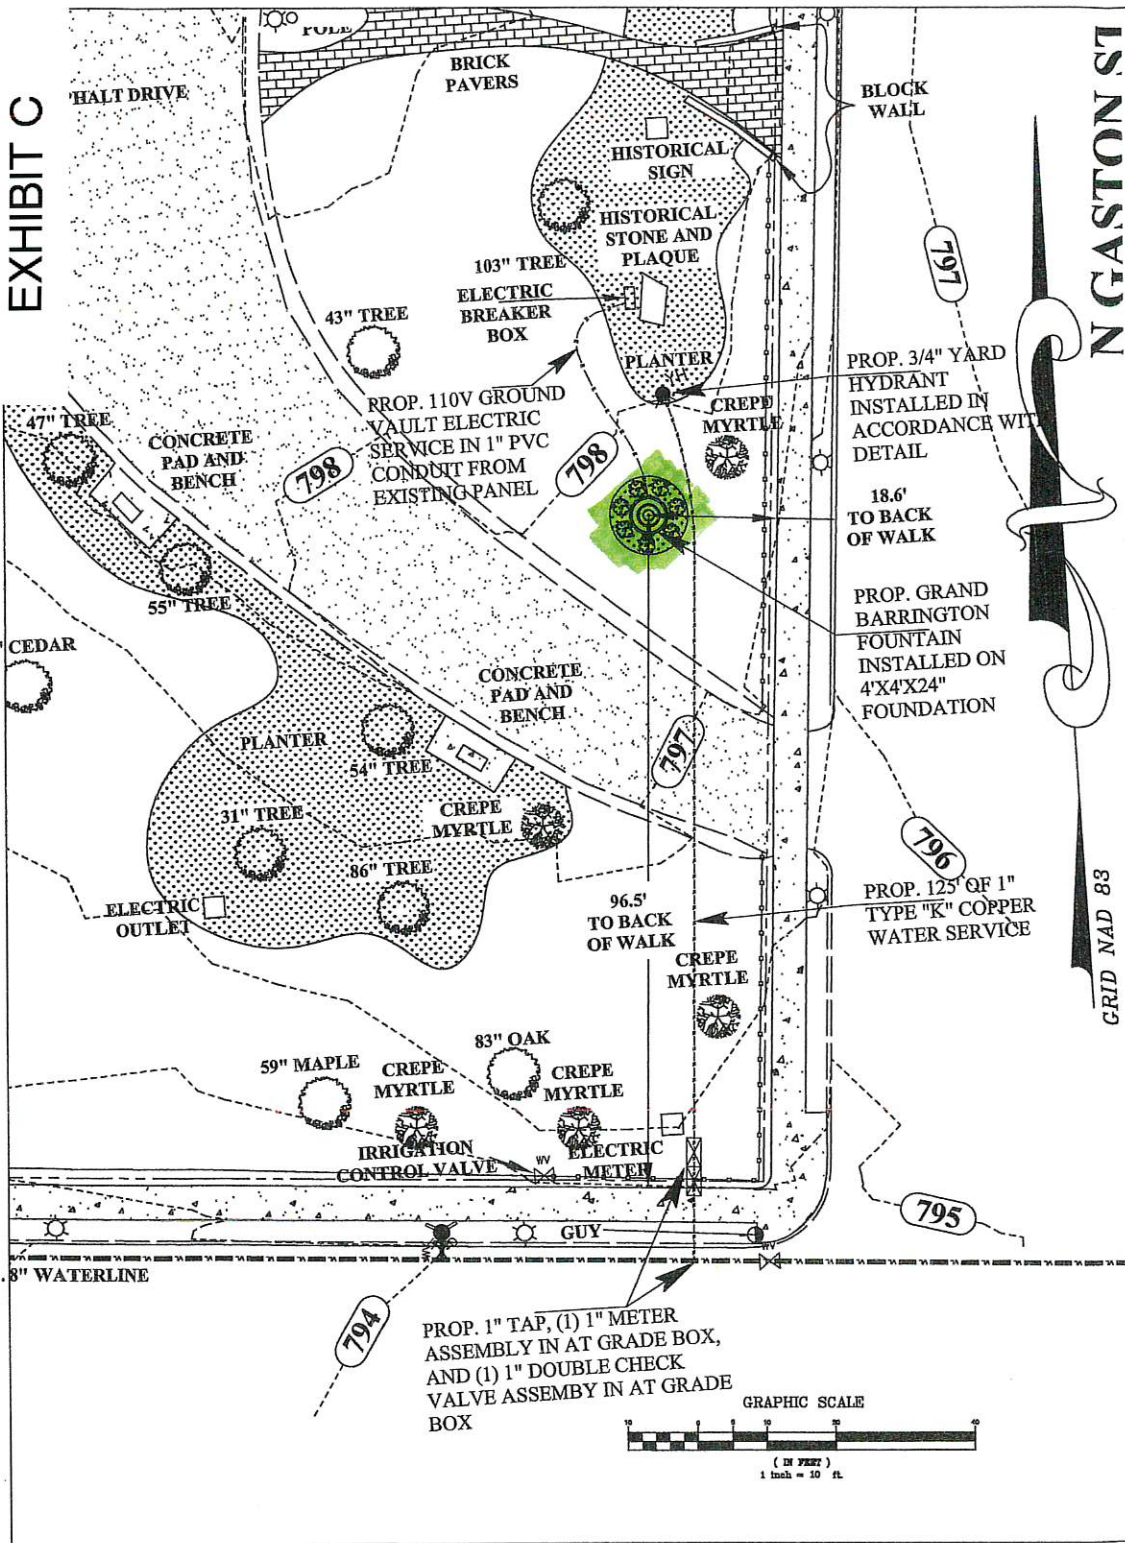 EXHIBIT C
POLE
BRICK
PAVERS
HALT DRIVE
BLOCK
WALL
N GASTON ST
HISTORICAL
SIGN
HISTORICAL
STONE AND
PLAQUE
103" TREE
ELECTRIC
BREAKER
BOX
797
43" TREE
PLANTER
YH
PROP. 3/4" YARD
HYDRANT
INSTALLED IN
ACCORDANCE WIT
DETAIL
PROP. 110V GROUND
VAULT ELECTRIC
SERVICE IN 1" PVC
CONDUIT FROM
EXISTING PANEL
CREPE
MYRTLE
47" TREE
CONCRETE
PAD AND
BENCH
798
798
18.6'
TO BACK
OF WALK
55" TREE
PROP. GRAND
BARRINGTON
FOUNTAIN
INSTALLED ON
4'X4'X24"
FOUNDATION
" CEDAR
CONCRETE
PAD AND
BENCH
PLANTER
54" TREE
797
31" TREE
CREPE
MYRTLE
796
86" TREE
ELECTRIC
OUTLET
96.5'
TO BACK
OF WALK
PROP. 125' OF 1"
TYPE "K" COPPER
WATER SERVICE
GRID NAD 83
CREPE
MYRTLE
83" OAK
59" MAPLE
CREPE
MYRTLE
CREPE
MYRTLE
IRRIGATION
CONTROL VALVE
WV
ELECTRIC
METER
795
GUY
WV
WV
8" WATERLINE
794
PROP. 1" TAP, (1) 1" METER
ASSEMBLY IN AT GRADE BOX,
AND (1) 1" DOUBLE CHECK
VALVE ASSEMBY IN AT GRADE
BOX
GRAPHIC SCALE
10 0 5 10 20 40
( IN FEET )
1 inch = 10 ft.